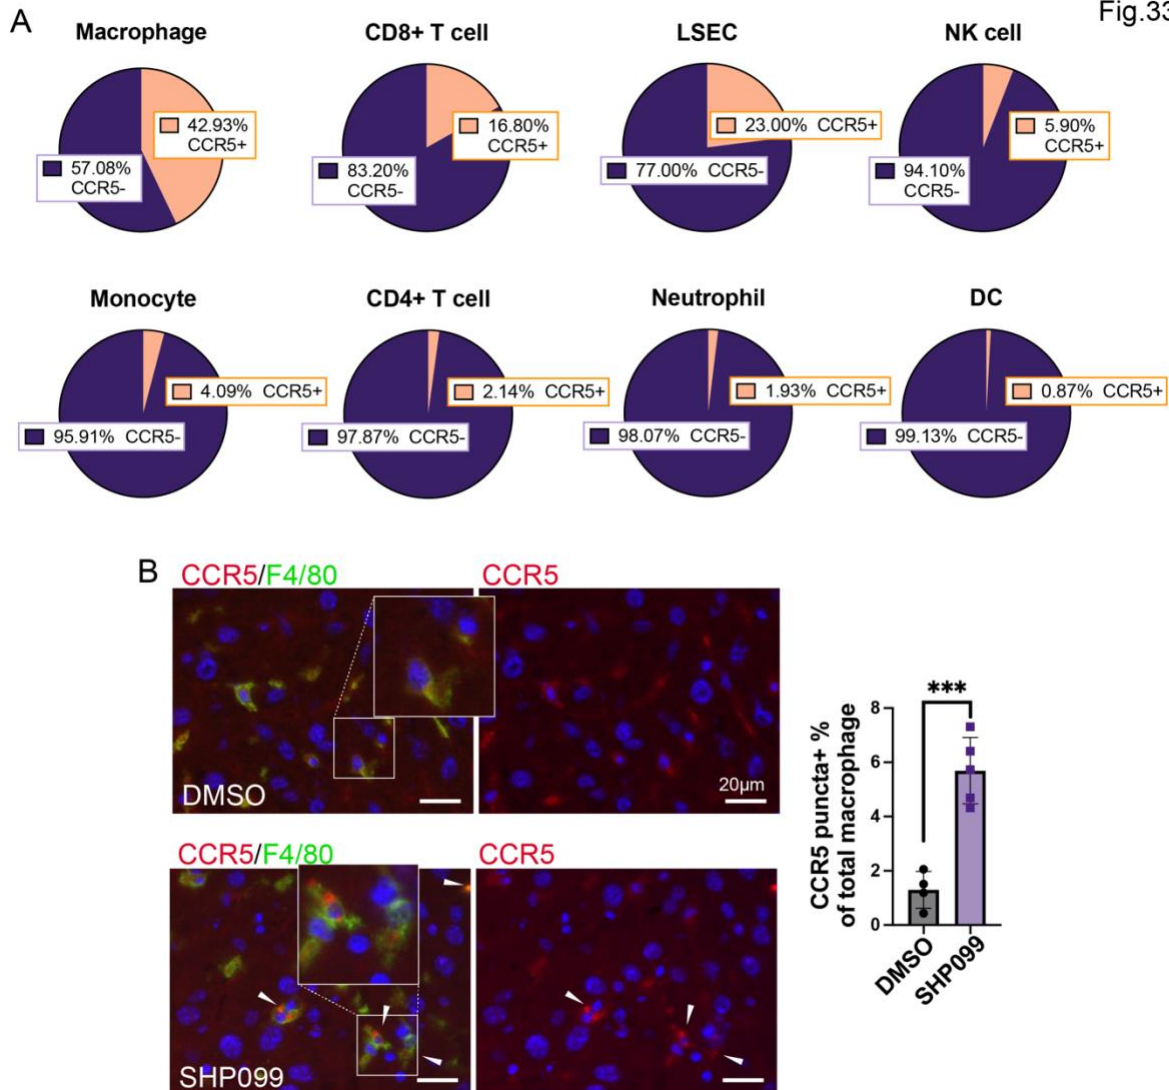 Fig.33
A
Macrophage
42.93%
CCR5+
57.08%
CCR5-
CD8+ T cell
16.80%
CCR5+
83.20%
CCR5-
LSEC
23.00% CCR5+
77.00% CCR5-
NK cell
5.90%
CCR5+
94.10%
CCR5-
Monocyte
4.09% CCR5+
95.91% CCR5-
CD4+ T cell
2.14% CCR5+
97.87% CCR5-
Neutrophil
1.93% CCR5+
98.07% CCR5-
DC
0.87% CCR5+
99.13% CCR5-
B
CCR5/F4/80
CCR5
DMSO
20μm
CCR5/F4/80
CCR5
SHP099
CCR5 puncta+ %
of total macrophage
8
6
4
2
0
***
DMSO
SHP099